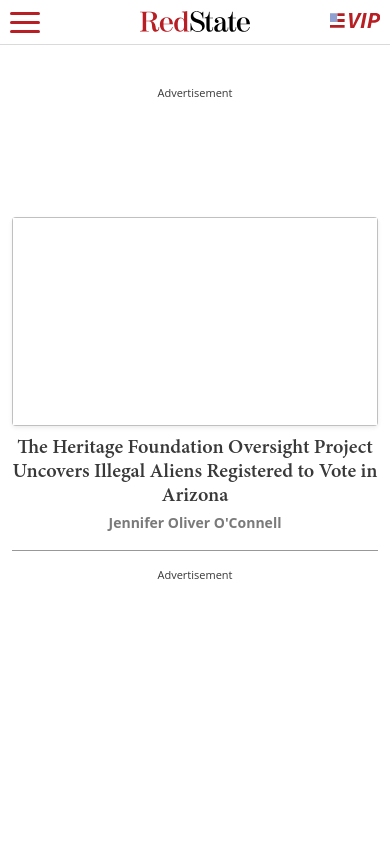 RedState
VIP
Advertisement
The Heritage Foundation Oversight Project
Uncovers Illegal Aliens Registered to Vote in
Arizona
Jennifer Oliver O'Connell
Advertisement